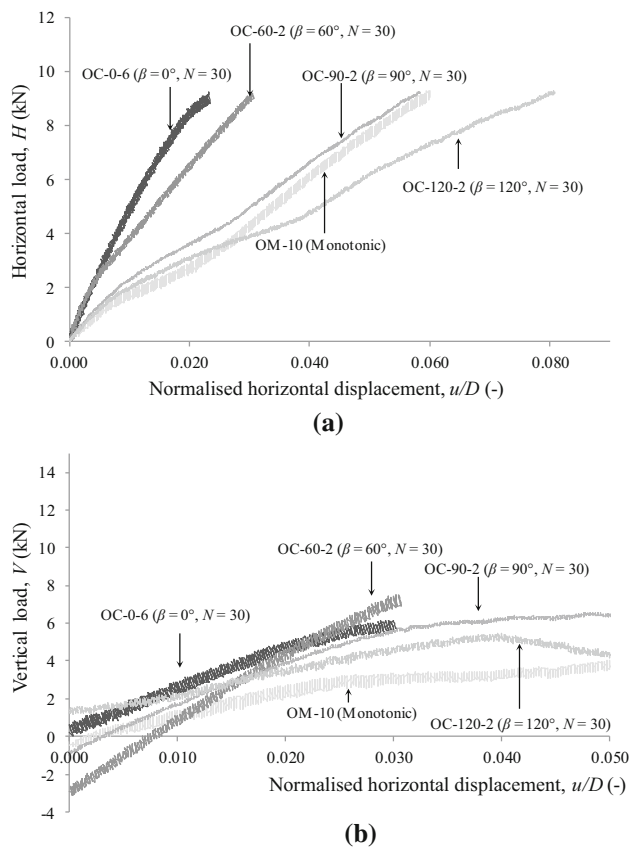 (a)
Horizontal load, H (kN)
12
10
8
6
4
2
0
0.000
0.020
0.040
0.060
0.080
OC-60-2 (β = 60°, N = 30)
OC-0-6 (β = 0°, N = 30)
OC-90-2 (β = 90°, N = 30)
OC-120-2 (β = 120°, N = 30)
OM-10 (Monotonic)
Normalised horizontal displacement, u/D (-)
(b)
Vertical load, V (kN)
14
12
10
8
6
4
2
0
-2
-4
0.000
0.010
0.020
0.030
0.040
0.050
OC-60-2 (β = 60°, N = 30)
OC-90-2 (β = 90°, N = 30)
OC-0-6 (β = 0°, N = 30)
OM-10 (Monotonic)
OC-120-2 (β = 120°, N = 30)
Normalised horizontal displacement, u/D (-)